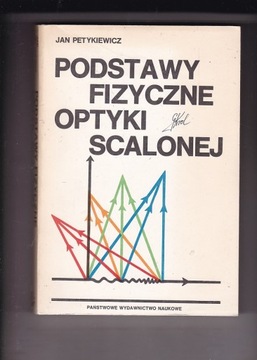 JAN PETYKIEWICZ
PODSTAWY
FIZYCZNE
OPTYKI
SCALONEJ
PAŃSTWOWE WYDAWNICTWO NAUKOWE